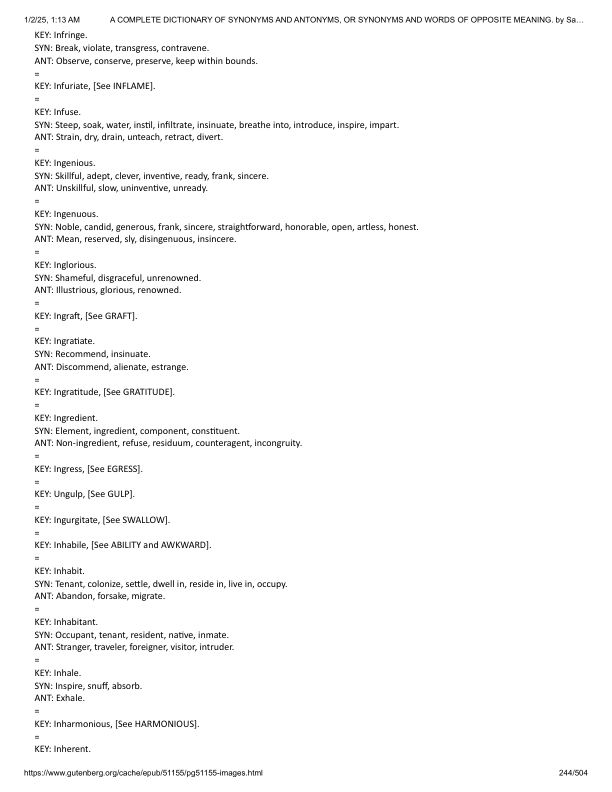 1/2/25, 1:13 AM A COMPLETE DICTIONARY OF SYNONYMS AND ANTONYMS, OR SYNONYMS AND WORDS OF OPPOSITE MEANING. by Sa…
KEY: Infringe.
SYN: Break, violate, transgress, contravene.
ANT: Observe, conserve, preserve, keep within bounds.
=
KEY: Infuriate, [See INFLAME].
=
KEY: Infuse.
SYN: Steep, soak, water, instil, infiltrate, insinuate, breathe into, introduce, inspire, impart.
ANT: Strain, dry, drain, unteach, retract, divert.
=
KEY: Ingenious.
SYN: Skillful, adept, clever, inventive, ready, frank, sincere.
ANT: Unskillful, slow, uninventive, unready.
=
KEY: Ingenuous.
SYN: Noble, candid, generous, frank, sincere, straightforward, honorable, open, artless, honest.
ANT: Mean, reserved, sly, disingenuous, insincere.
=
KEY: Inglorious.
SYN: Shameful, disgraceful, unrenowned.
ANT: Illustrious, glorious, renowned.
=
KEY: Ingraft, [See GRAFT].
=
KEY: Ingratiate.
SYN: Recommend, insinuate.
ANT: Discommend, alienate, estrange.
=
KEY: Ingratitude, [See GRATITUDE].
=
KEY: Ingredient.
SYN: Element, ingredient, component, constituent.
ANT: Non-ingredient, refuse, residuum, counteragent, incongruity.
=
KEY: Ingress, [See EGRESS].
=
KEY: Ungulp, [See GULP].
=
KEY: Ingurgitate, [See SWALLOW].
=
KEY: Inhabile, [See ABILITY and AWKWARD].
=
KEY: Inhabit.
SYN: Tenant, colonize, settle, dwell in, reside in, live in, occupy.
ANT: Abandon, forsake, migrate.
=
KEY: Inhabitant.
SYN: Occupant, tenant, resident, native, inmate.
ANT: Stranger, traveler, foreigner, visitor, intruder.
=
KEY: Inhale.
SYN: Inspire, snuff, absorb.
ANT: Exhale.
=
KEY: Inharmonious, [See HARMONIOUS].
=
KEY: Inherent.
https://www.gutenberg.org/cache/epub/51155/pg51155-images.html 244/504